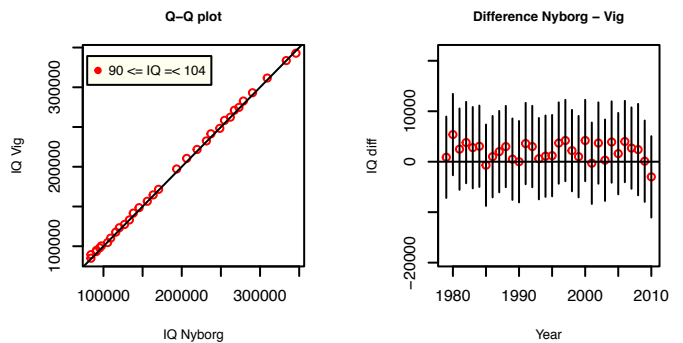 Q−Q plot
90 <= IQ =< 104
IQ Vig
100000
200000
300000
100000 200000 300000
IQ Nyborg
Difference Nyborg − Vig
IQ diff
−20000
0
10000
1980 1990 2000 2010
Year